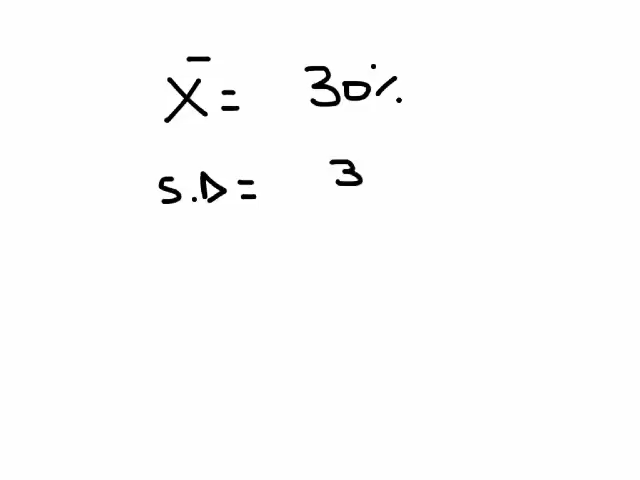 X̄ = 30%
S.D = 3